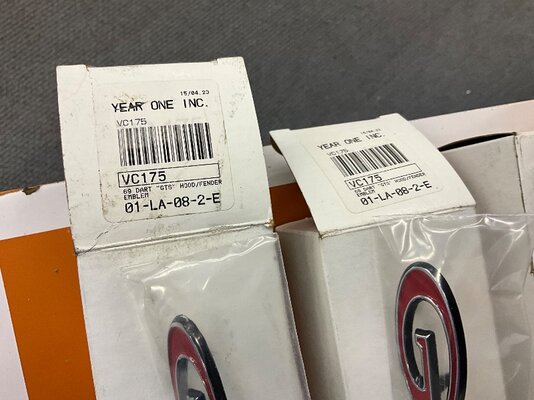 15/04.23
YEAR ONE INC.
VC175
VC175
69 DART "GTS" HOOD/FENDER
EMBLEM
01-LA-08-2-E
YEAR ONE INC.
VC175
VC175
69 DART "GTS" HOOD/FENDER
EMBLEM
01-LA-08-2-E
G